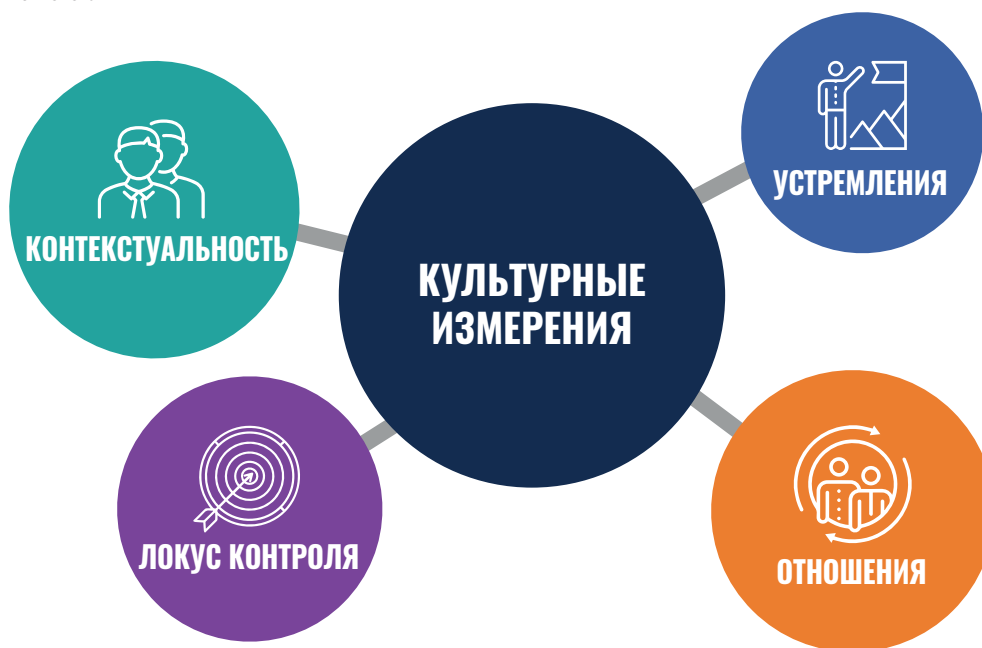 УСТРЕМЛЕНИЯ
КОНТЕКСТУАЛЬНОСТЬ
КУЛЬТУРНЫЕ
ИЗМЕРЕНИЯ
ЛОКУС КОНТРОЛЯ
ОТНОШЕНИЯ